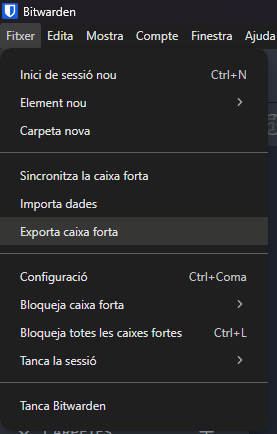 Bitwarden
Fitxer Edita Mostra Compte Finestra Ajuda
Inici de sessió nou Ctrl+N
Element nou
Carpeta nova
Sincronitza la caixa forta
Importa dades
Exporta caixa forta
Configuració Ctrl+Coma
Bloqueja caixa forta
Bloqueja totes les caixes fortes Ctrl+L
Tanca la sessió
Tanca Bitwarden